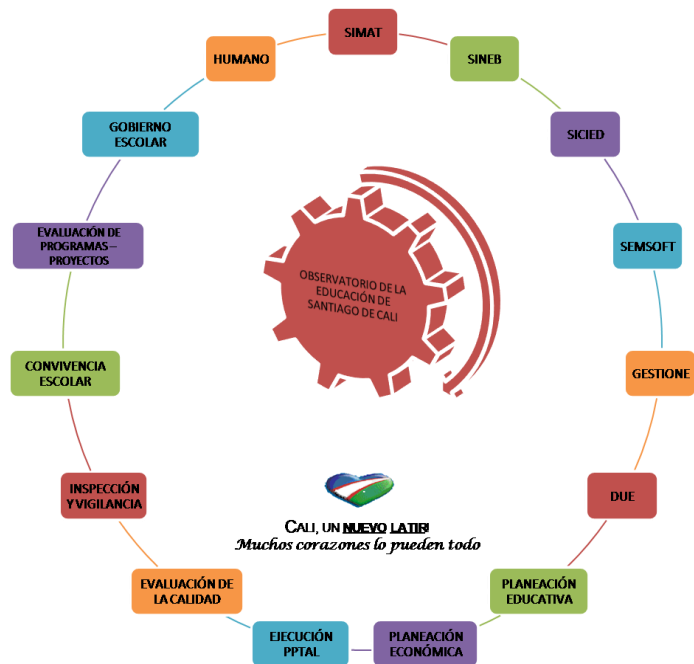 SIMAT
SINEB
SICIED
SEMSOFT
GESTIONE
DUE
PLANEACIÓN
EDUCATIVA
PLANEACIÓN
ECONÓMICA
EJECUCIÓN
PPTAL
EVALUACIÓN DE
LA CALIDAD
INSPECCIÓN
Y VIGILANCIA
CONVIVENCIA
ESCOLAR
EVALUACIÓN DE
PROGRAMAS –
PROYECTOS
GOBIERNO
ESCOLAR
HUMANO
OBSERVATORIO DE LA
EDUCACIÓN DE
SANTIAGO DE CALI
CALI, UN NUEVO LATIR!
Muchos corazones lo pueden todo